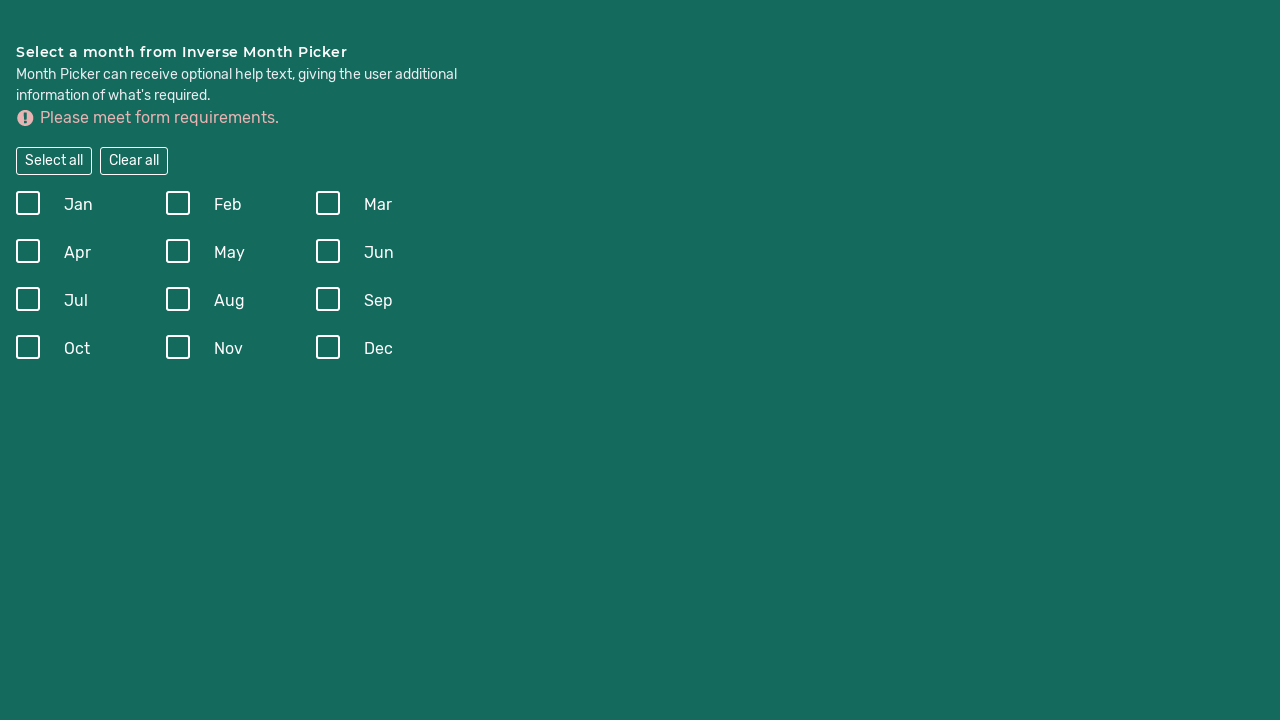 Select a month from Inverse Month Picker
Month Picker can receive optional help text, giving the user additional
information of what's required.
Please meet form requirements.
Select all Clear all
Jan Feb Mar
Apr May Jun
Jul Aug Sep
Oct Nov Dec